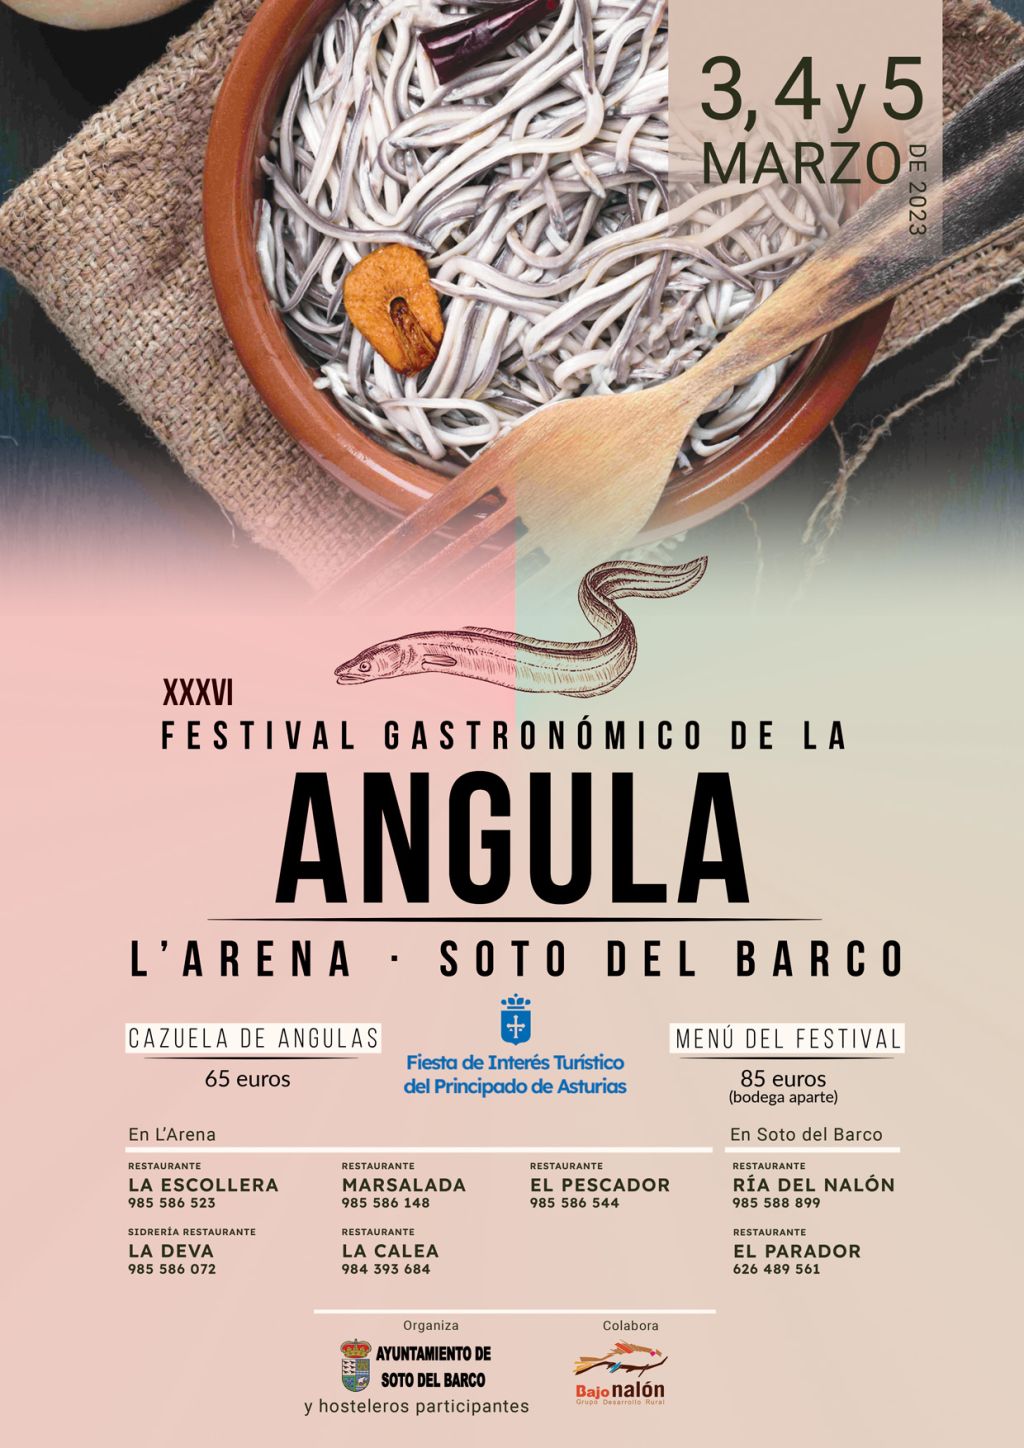 3, 4 y 5
MARZO
DE 2023
XXXVI
FESTIVAL GASTRONÓMICO DE LA
ANGULA
L'ARENA · SOTO DEL BARCO
CAZUELA DE ANGULAS
65 euros
Fiesta de Interés Turístico
del Principado de Asturias
MENÚ DEL FESTIVAL
85 euros
(bodega aparte)
En L'Arena
RESTAURANTE
LA ESCOLLERA
985 586 523
RESTAURANTE
MARSALADA
985 586 148
RESTAURANTE
EL PESCADOR
985 586 544
SIDRERÍA RESTAURANTE
LA DEVA
985 586 072
RESTAURANTE
LA CALEA
984 393 684
En Soto del Barco
RESTAURANTE
RÍA DEL NALÓN
985 588 899
RESTAURANTE
EL PARADOR
626 489 561
Organiza
AYUNTAMIENTO DE
SOTO DEL BARCO
y hosteleros participantes
Colabora
Bajo nalón
Grupo Desarrollo Rural